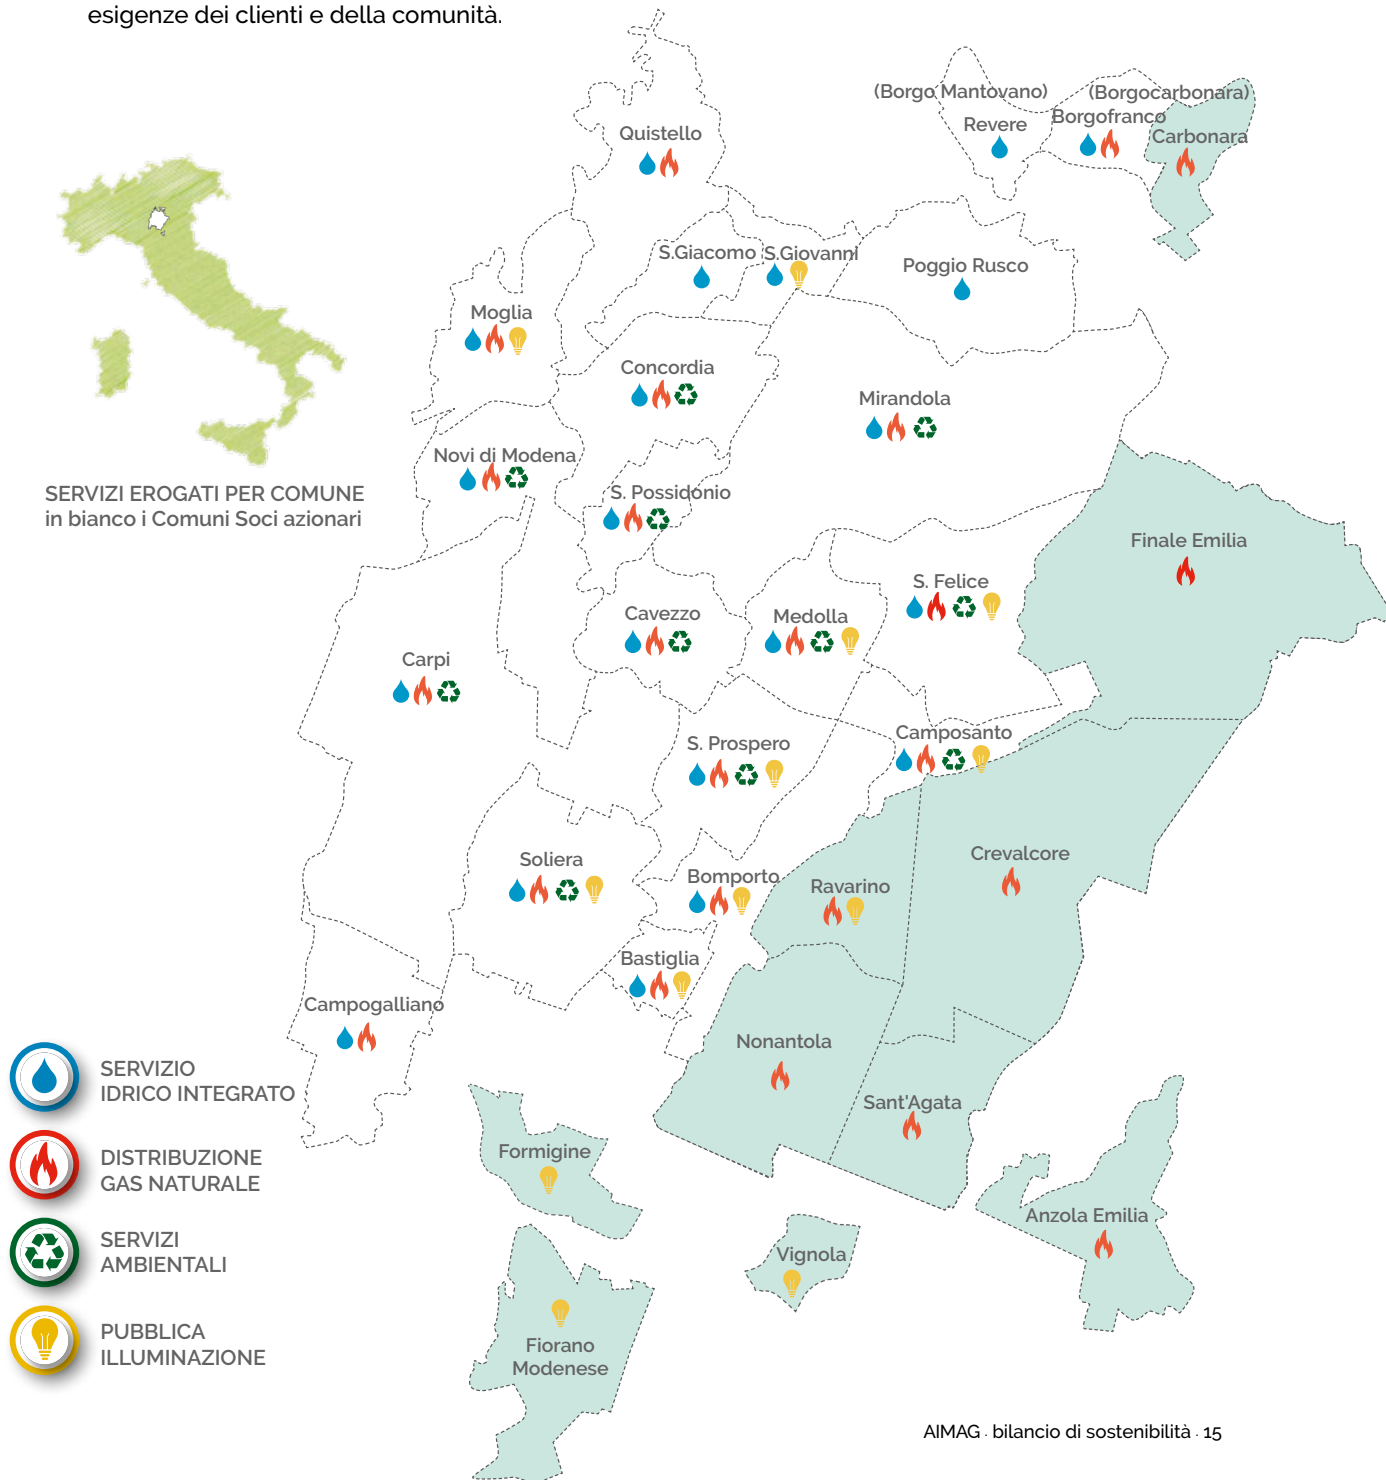 esigenze dei clienti e della comunità.
(Borgo Mantovano)
(Borgocarbonara)
Revere
Borgofranco
Carbonara
Quistello
S.Giacomo
S.Giovanni
Poggio Rusco
Moglia
Concordia
Mirandola
Novi di Modena
S. Possidonio
SERVIZI EROGATI PER COMUNE
in bianco i Comuni Soci azionari
Finale Emilia
S. Felice
Cavezzo
Medolla
Carpi
Camposanto
S. Prospero
Crevalcore
Soliera
Bomporto
Ravarino
Bastiglia
Campogalliano
Nonantola
Sant'Agata
SERVIZIO
IDRICO INTEGRATO
DISTRIBUZIONE
GAS NATURALE
SERVIZI
AMBIENTALI
PUBBLICA
ILLUMINAZIONE
Formigine
Anzola Emilia
Vignola
Fiorano
Modenese
AIMAG · bilancio di sostenibilità · 15